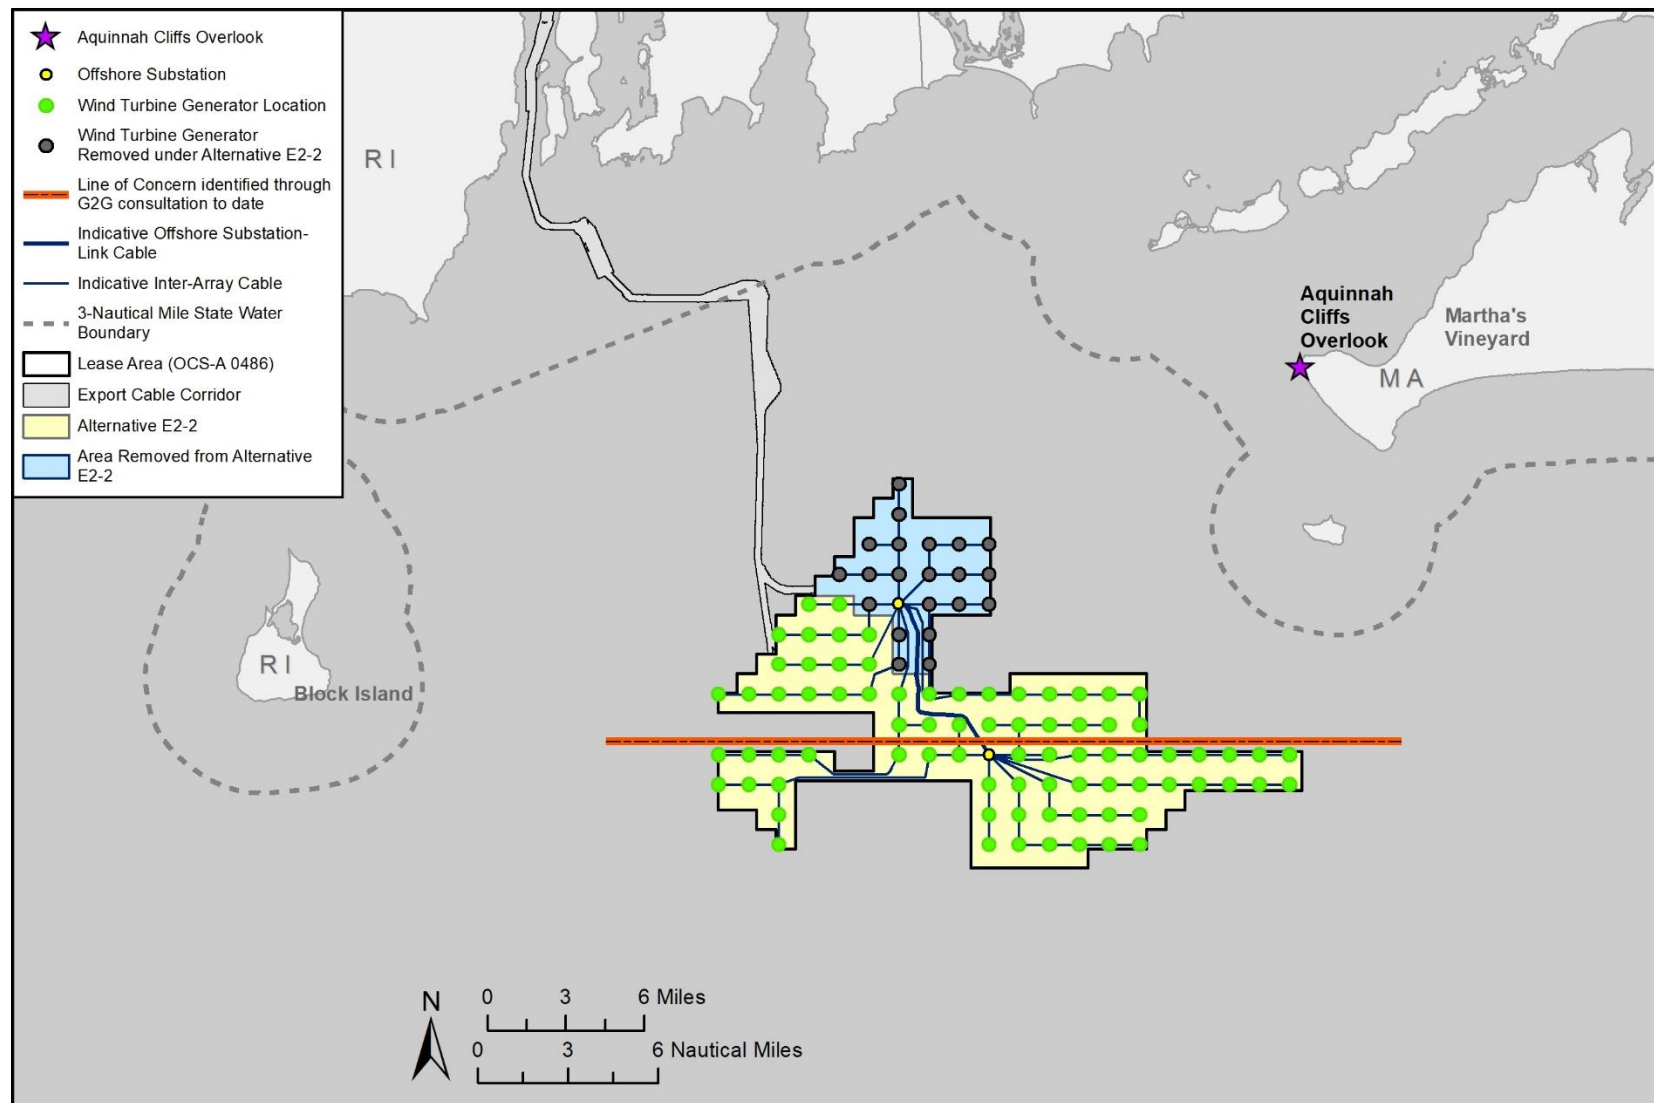 Aquinnah Cliffs Overlook
Offshore Substation
Wind Turbine Generator Location
Wind Turbine Generator
Removed under Alternative E2-2
Line of Concern identified through
G2G consultation to date
Indicative Offshore Substation-
Link Cable
Indicative Inter-Array Cable
3-Nautical Mile State Water
Boundary
Lease Area (OCS-A 0486)
Export Cable Corridor
Alternative E2-2
Area Removed from Alternative
E2-2
RI
Aquinnah
Cliffs
Overlook
Martha's
Vineyard
MA
RI
Block Island
N
0 3 6 Miles
0 3 6 Nautical Miles